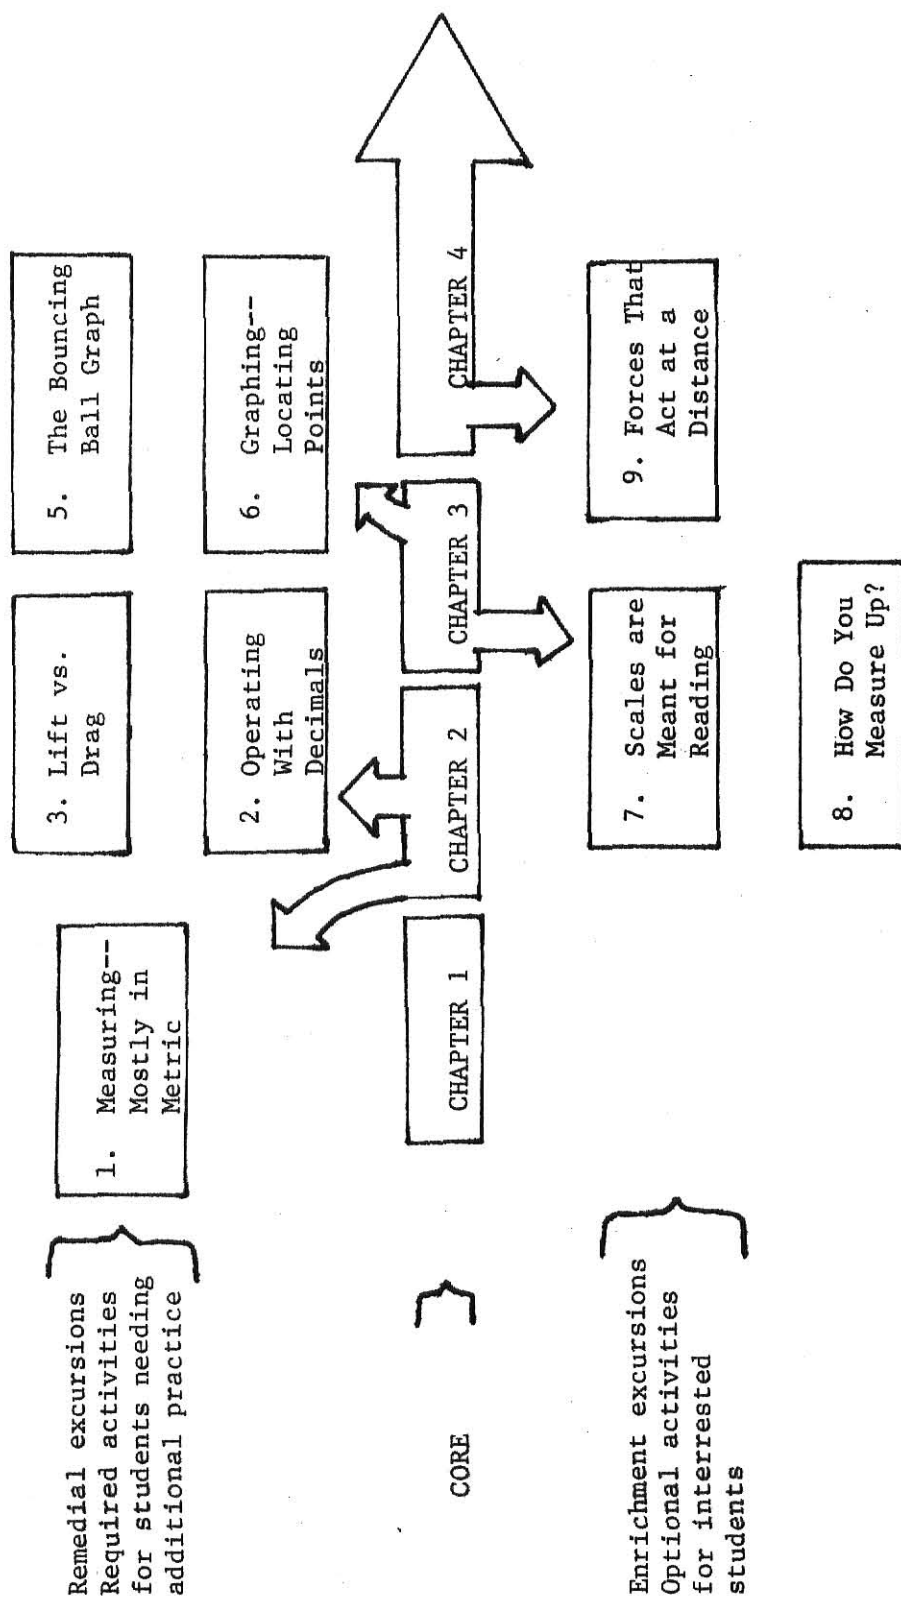 Remedial excursions
Required activities
for students needing
additional practice
1. Measuring--
Mostly in
Metric
3. Lift vs.
Drag
5. The Bouncing
Ball Graph
2. Operating
With
Decimals
6. Graphing--
Locating
Points
CORE
CHAPTER 1
CHAPTER 2
CHAPTER 3
CHAPTER 4
Enrichment excursions
Optional activities
for interrested
students
7. Scales are
Meant for
Reading
9. Forces That
Act at a
Distance
8. How Do You
Measure Up?